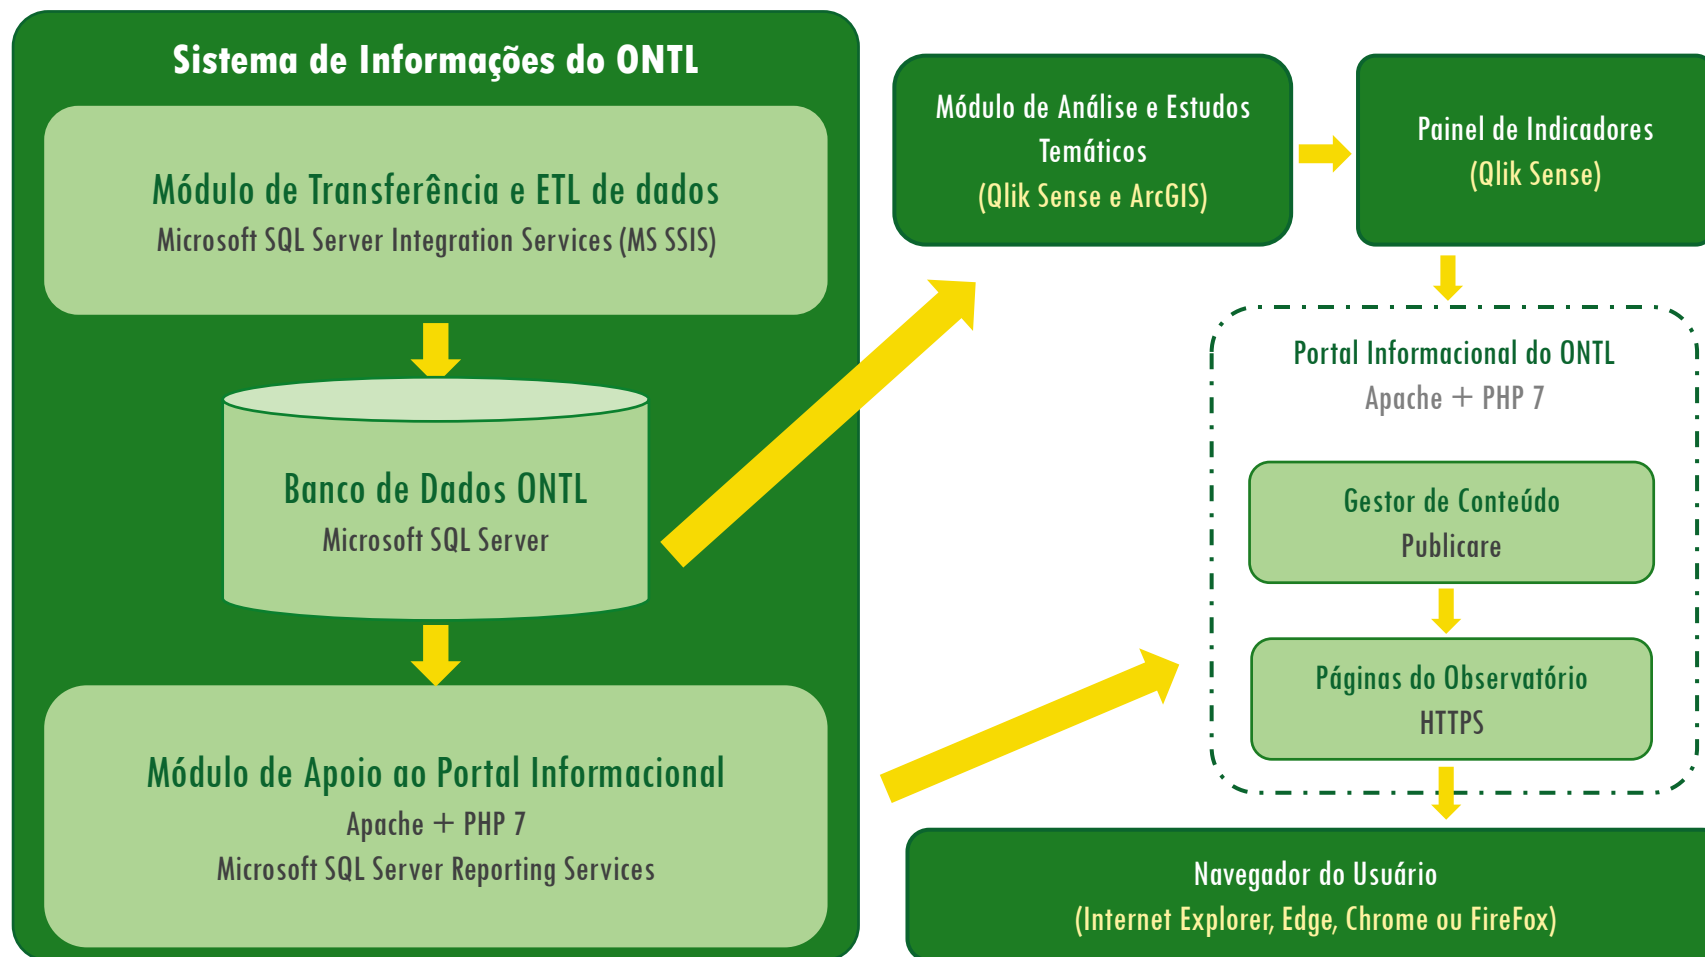 Sistema de Informações do ONTL
Módulo de Transferência e ETL de dados
Microsoft SQL Server Integration Services (MS SSIS)
Banco de Dados ONTL
Microsoft SQL Server
Módulo de Apoio ao Portal Informacional
Apache + PHP 7
Microsoft SQL Server Reporting Services
Módulo de Análise e Estudos
Temáticos
(Qlik Sense e ArcGIS)
Painel de Indicadores
(Qlik Sense)
Portal Informacional do ONTL
Apache + PHP 7
Gestor de Conteúdo
Publicare
Páginas do Observatório
HTTPS
Navegador do Usuário
(Internet Explorer, Edge, Chrome ou FireFox)